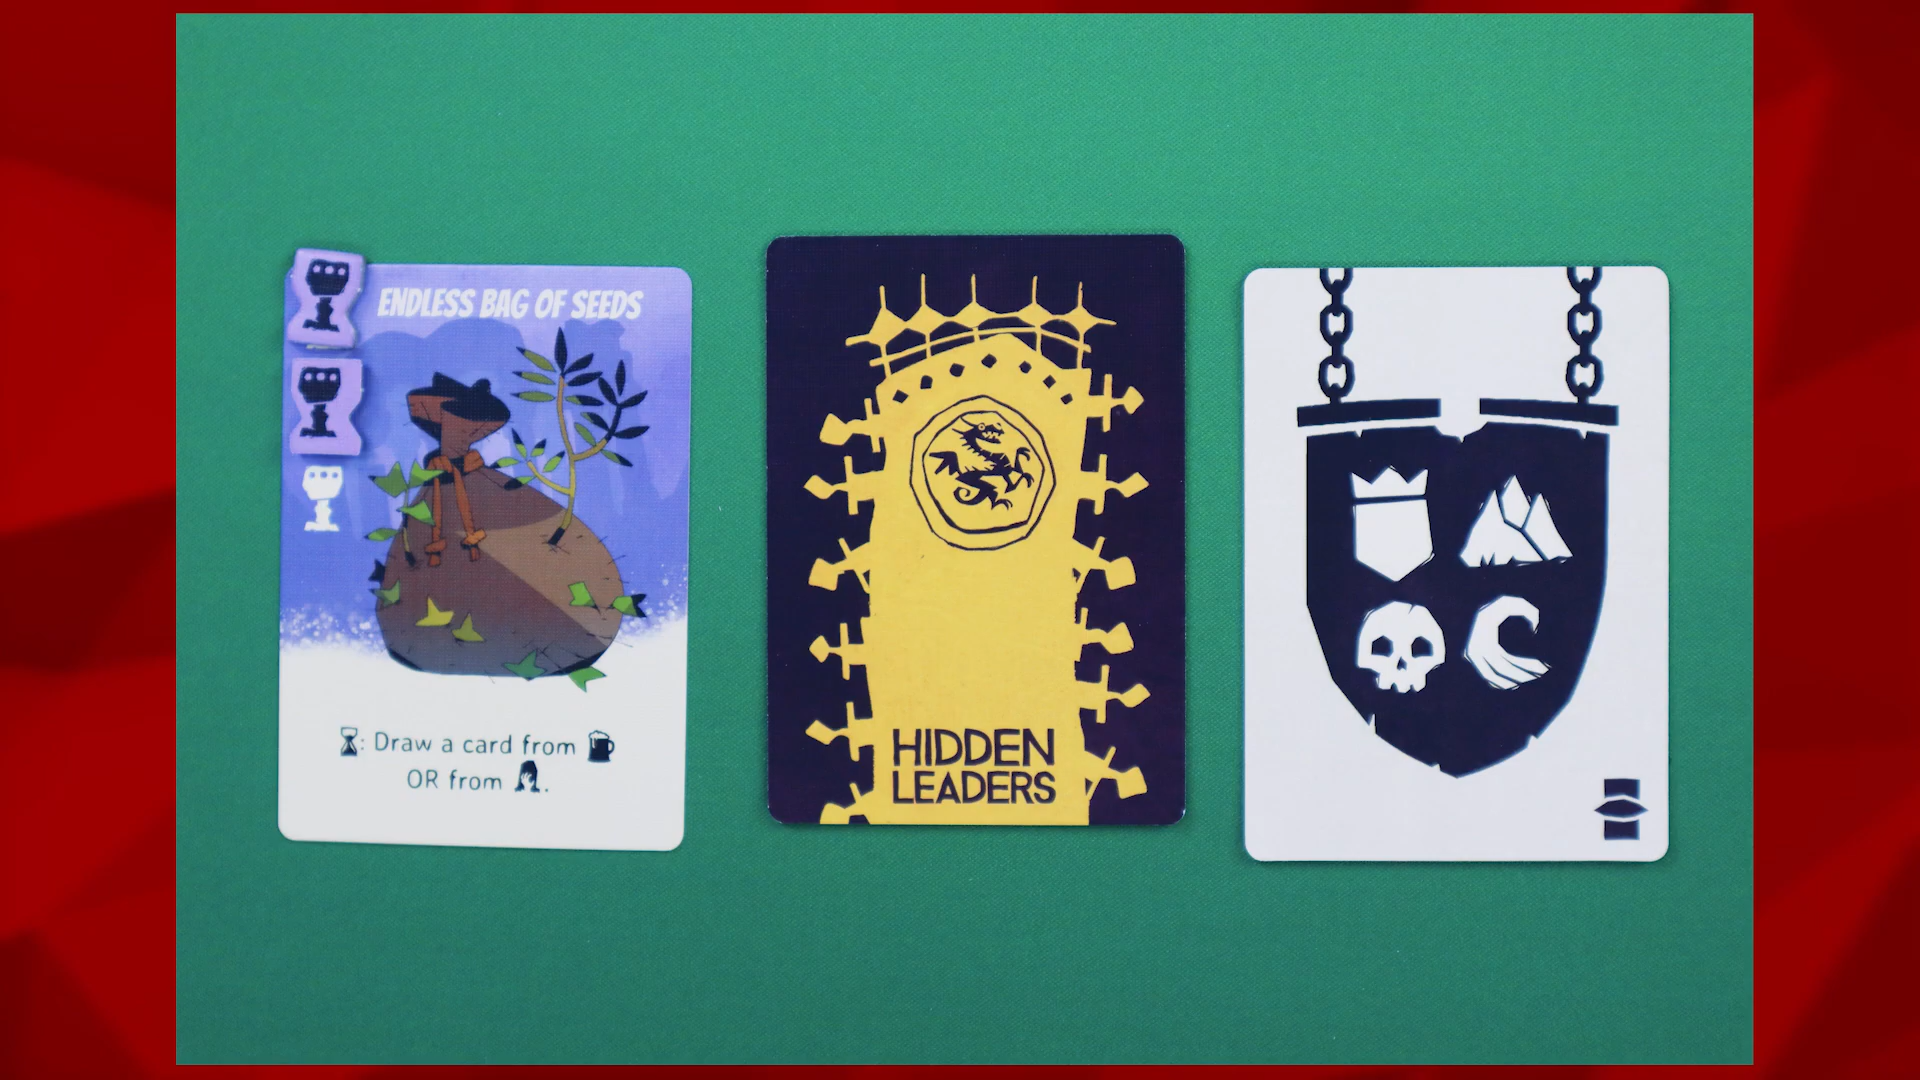 ENDLESS BAG OF SEEDS
: Draw a card from
OR from .
HIDDEN
LEADERS